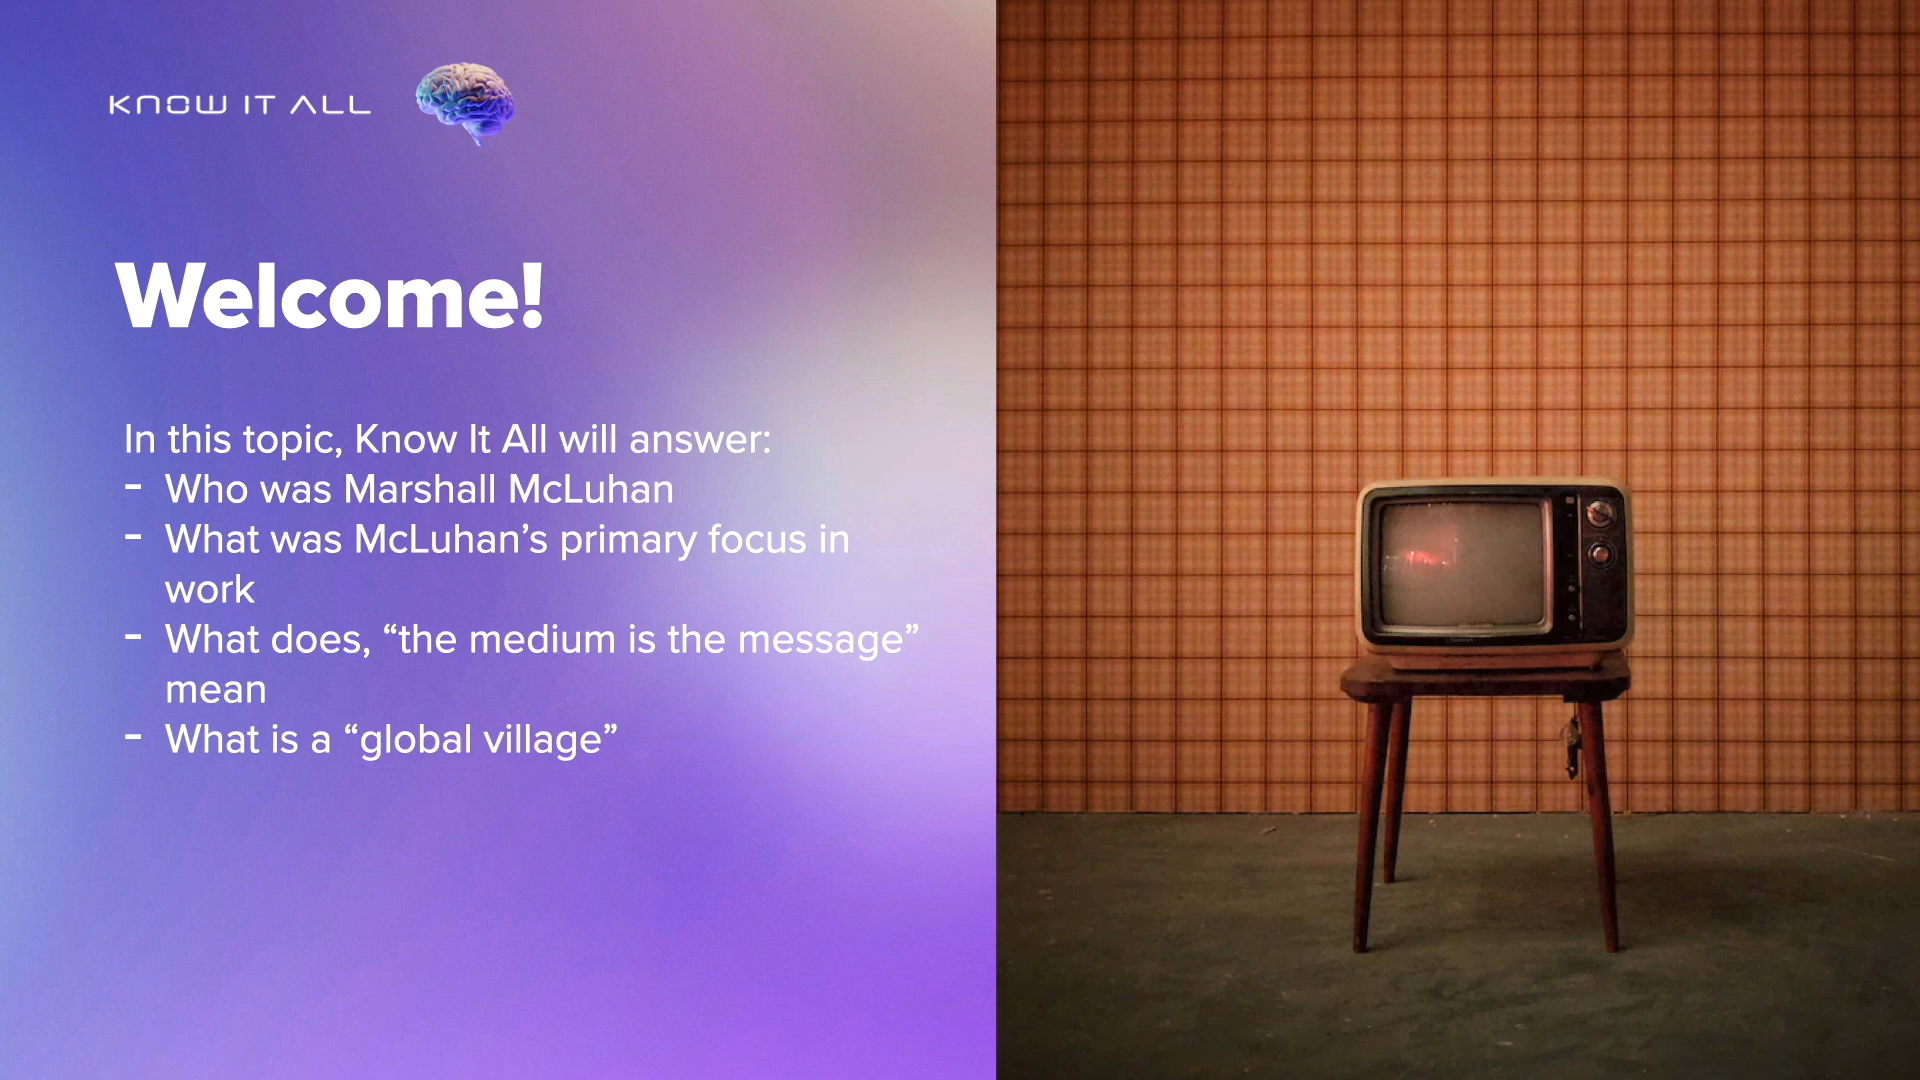 KNOW IT ALL
Welcome!
In this topic, Know It All will answer:
- Who was Marshall McLuhan
- What was McLuhan’s primary focus in
work
- What does, “the medium is the message”
mean
- What is a “global village”